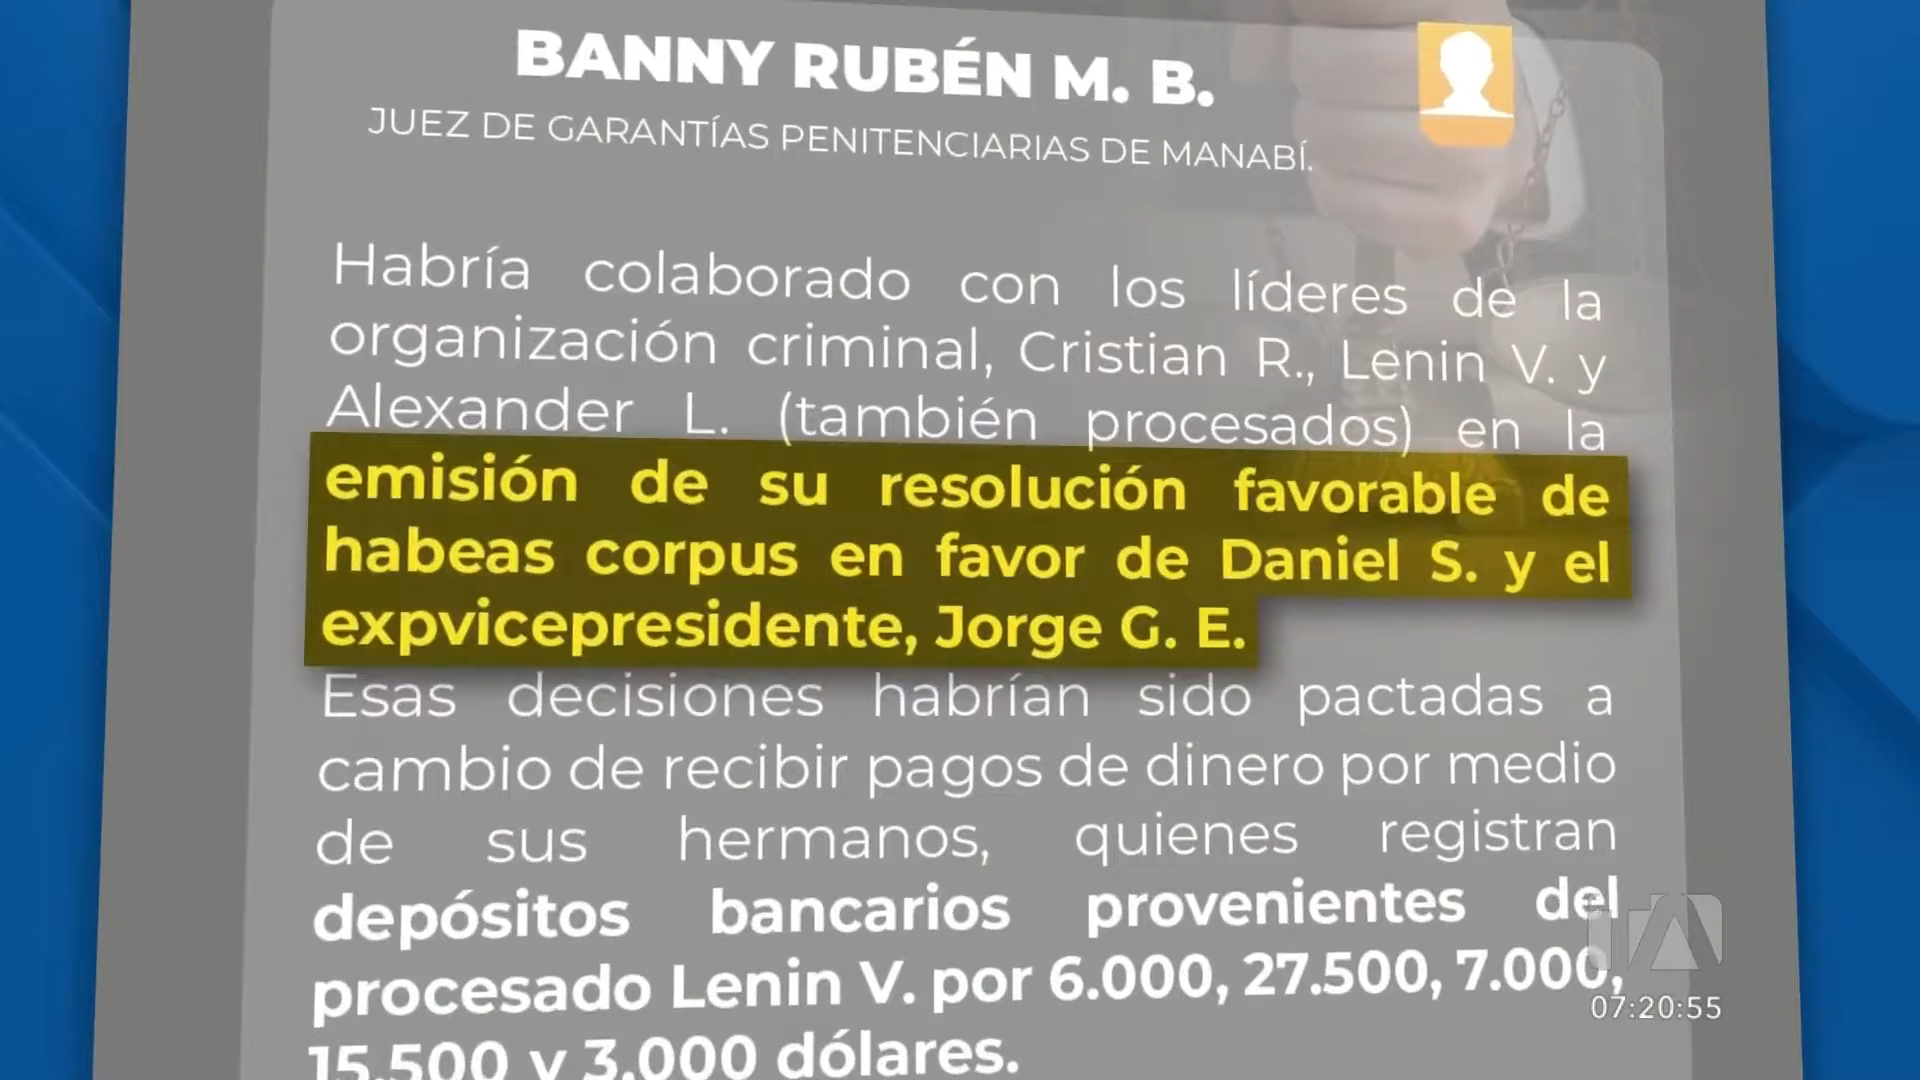 BANNY RUBÉN M. B.
JUEZ DE GARANTÍAS PENITENCIARIAS DE MANABÍ.
Habría colaborado con los líderes de la
organización criminal, Cristian R., Lenin V. y
Alexander L. (también procesados) en la
emisión de su resolución favorable de
habeas corpus en favor de Daniel S. y el
expvicepresidente, Jorge G. E.
Esas decisiones habrían sido pactadas a
cambio de recibir pagos de dinero por medio
de sus hermanos, quienes registran
depósitos bancarios provenientes del
procesado Lenin V. por 6.000, 27.500, 7.000,
15.500 y 3.000 dólares.
07:20:55